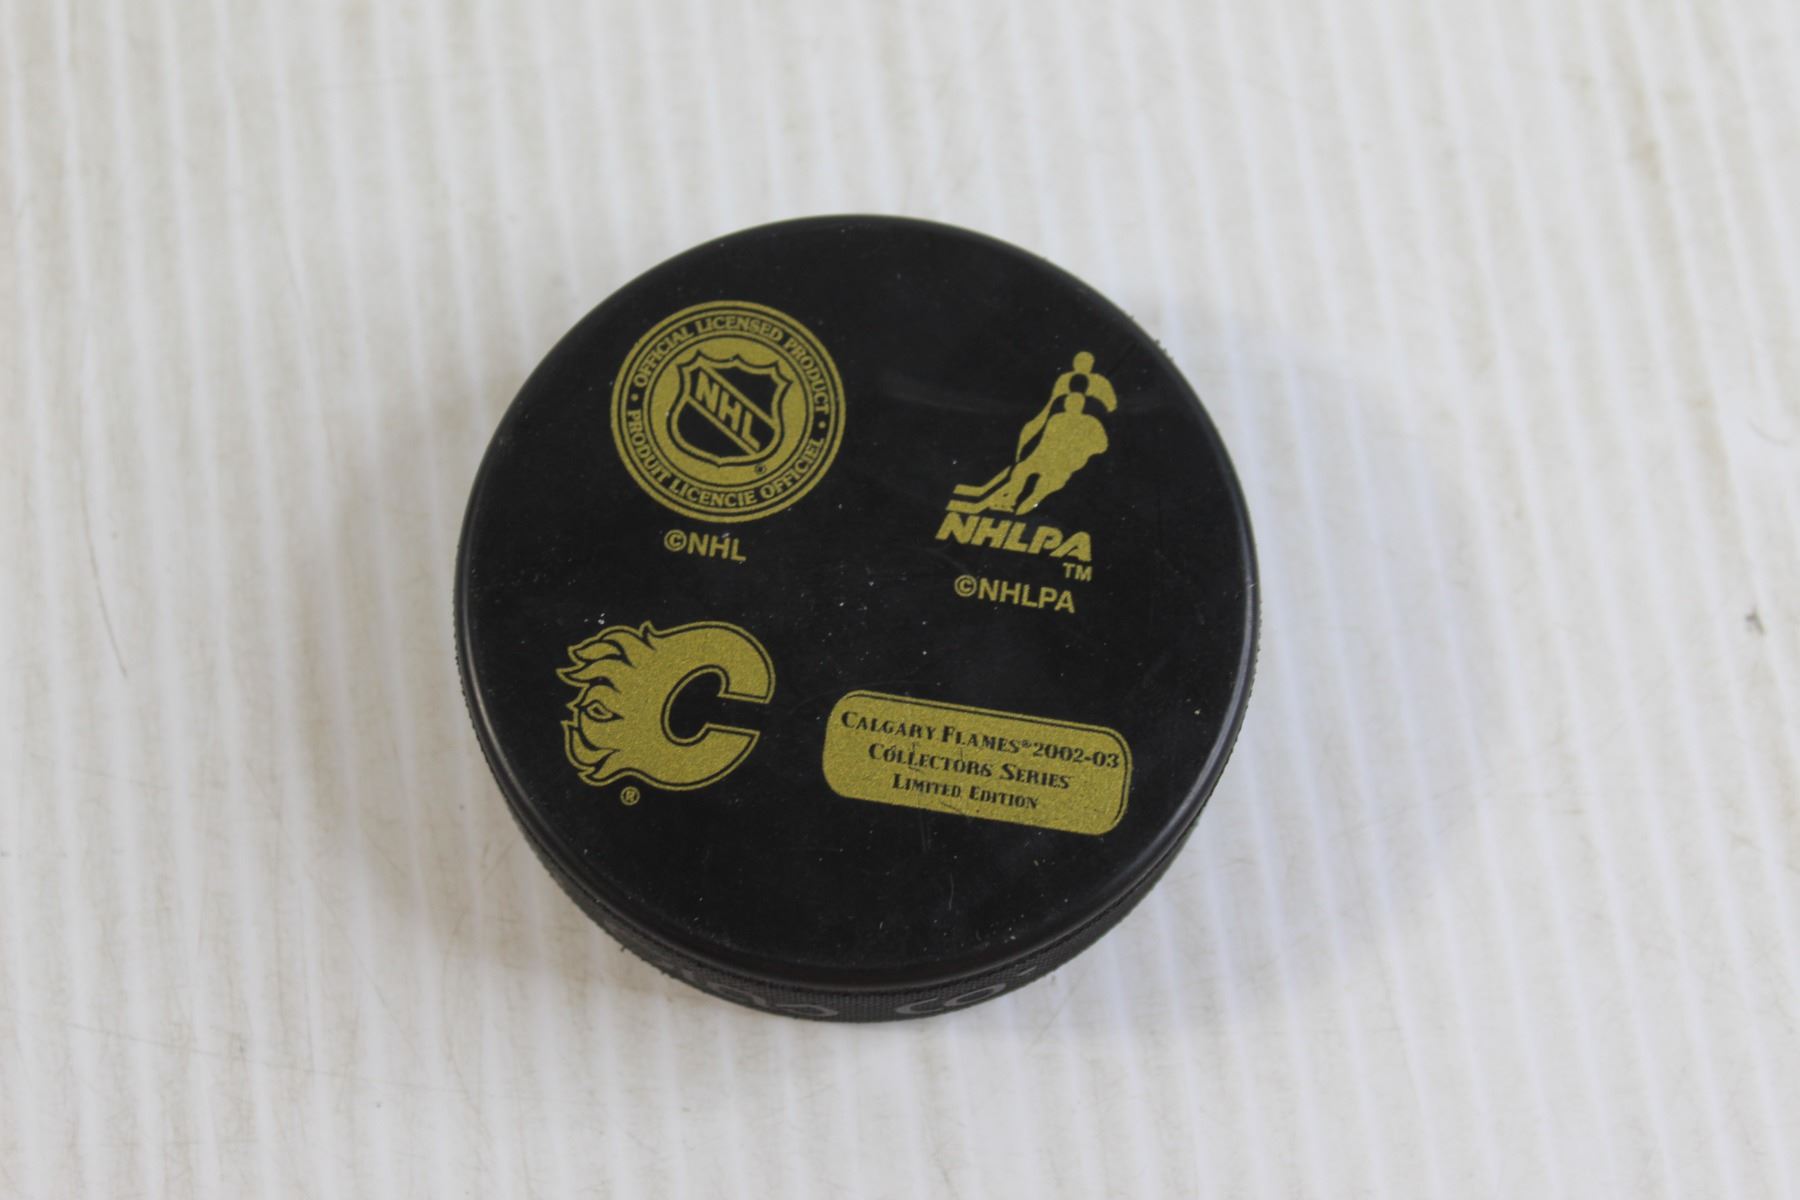 • OFFICIAL LICENSED PRODUCT •
NHL
PRODUIT LICENCIE OFFICIEL
©NHL
NHLPA
TM
©NHLPA
C
®
CALGARY FLAMES® 2002-03
COLLECTORS SERIES
LIMITED EDITION